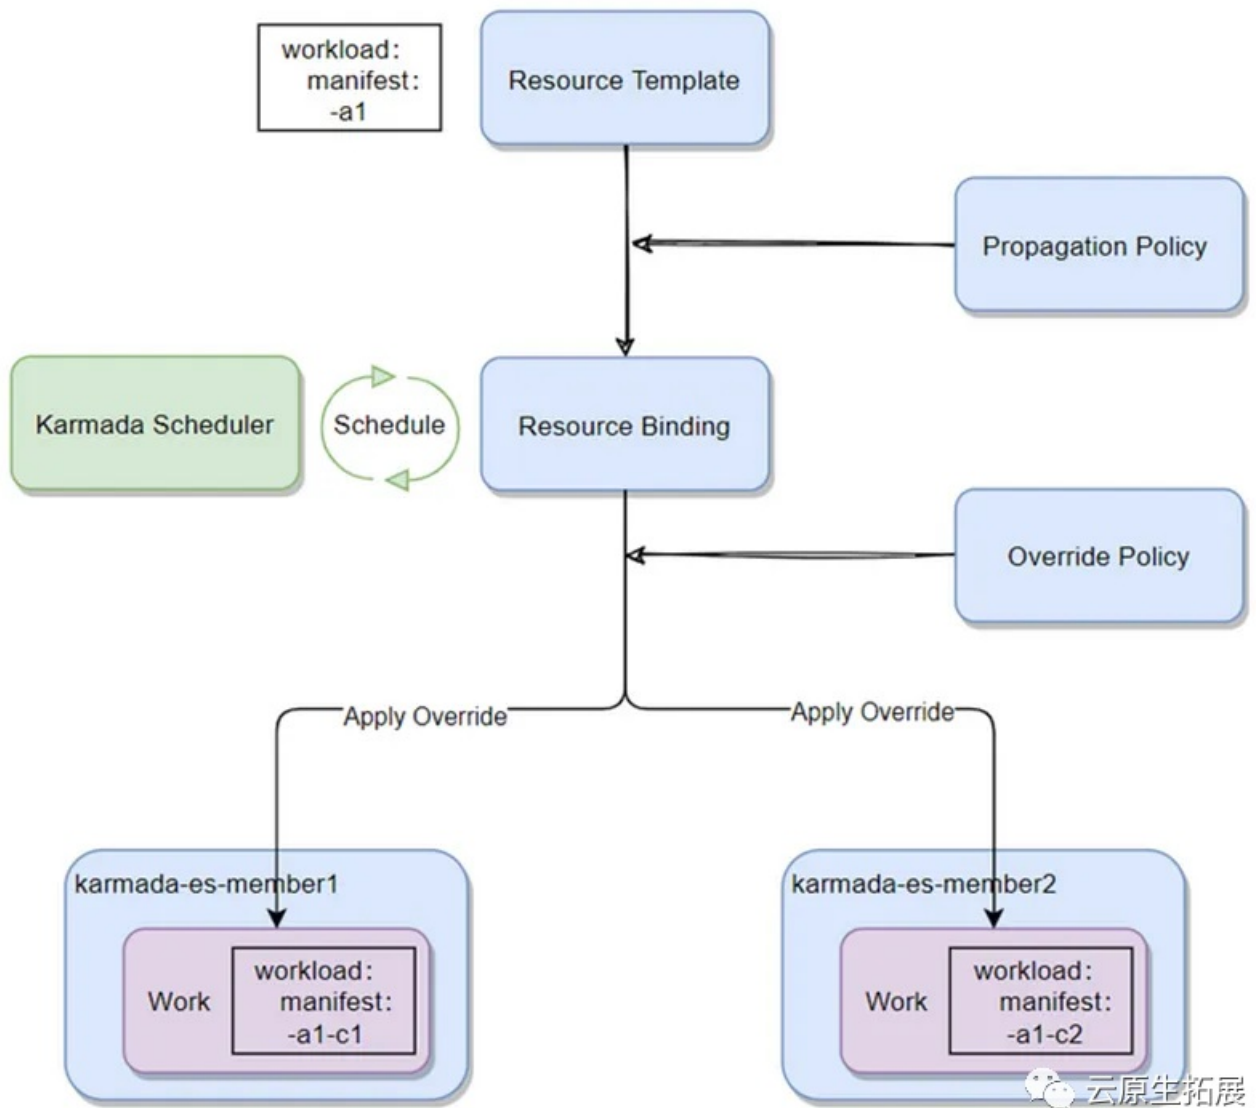 workload:
manifest:
-a1
Resource Template
Propagation Policy
Karmada Scheduler
Schedule
Resource Binding
Override Policy
Apply Override
Apply Override
karmada-es-member1
Work
workload:
manifest:
-a1-c1
karmada-es-member2
Work
workload:
manifest:
-a1-c2
云原生拓展